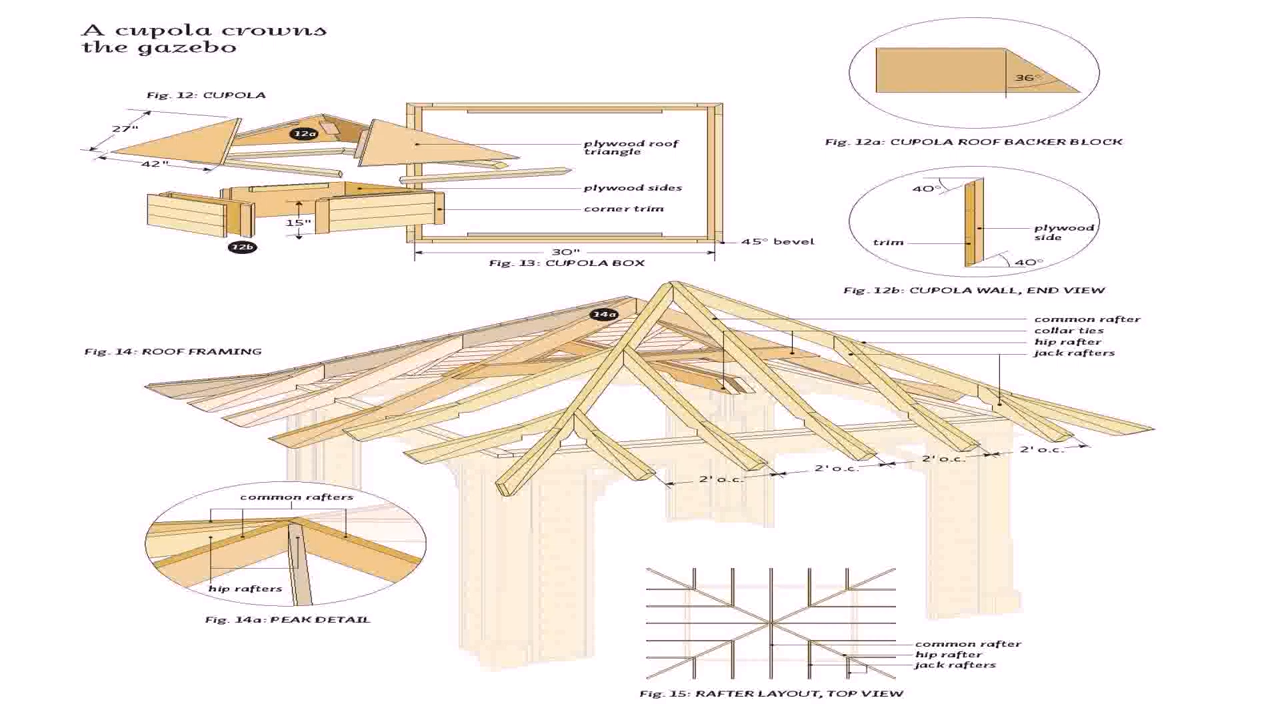 A cupola crowns
the gazebo
Fig. 12: CUPOLA
27"
42"
12a
plywood roof
triangle
plywood sides
corner trim
15"
12b
45° bevel
30"
Fig. 13: CUPOLA BOX
36°
Fig. 12a: CUPOLA ROOF BACKER BLOCK
40°
plywood
side
trim
40°
Fig. 12b: CUPOLA WALL, END VIEW
14a
common rafter
collar ties
hip rafter
jack rafters
Fig. 14: ROOF FRAMING
2' o.c.
2' o.c.
2' o.c.
2' o.c.
common rafters
hip rafters
Fig. 14a: PEAK DETAIL
common rafter
hip rafter
jack rafters
Fig. 15: RAFTER LAYOUT, TOP VIEW